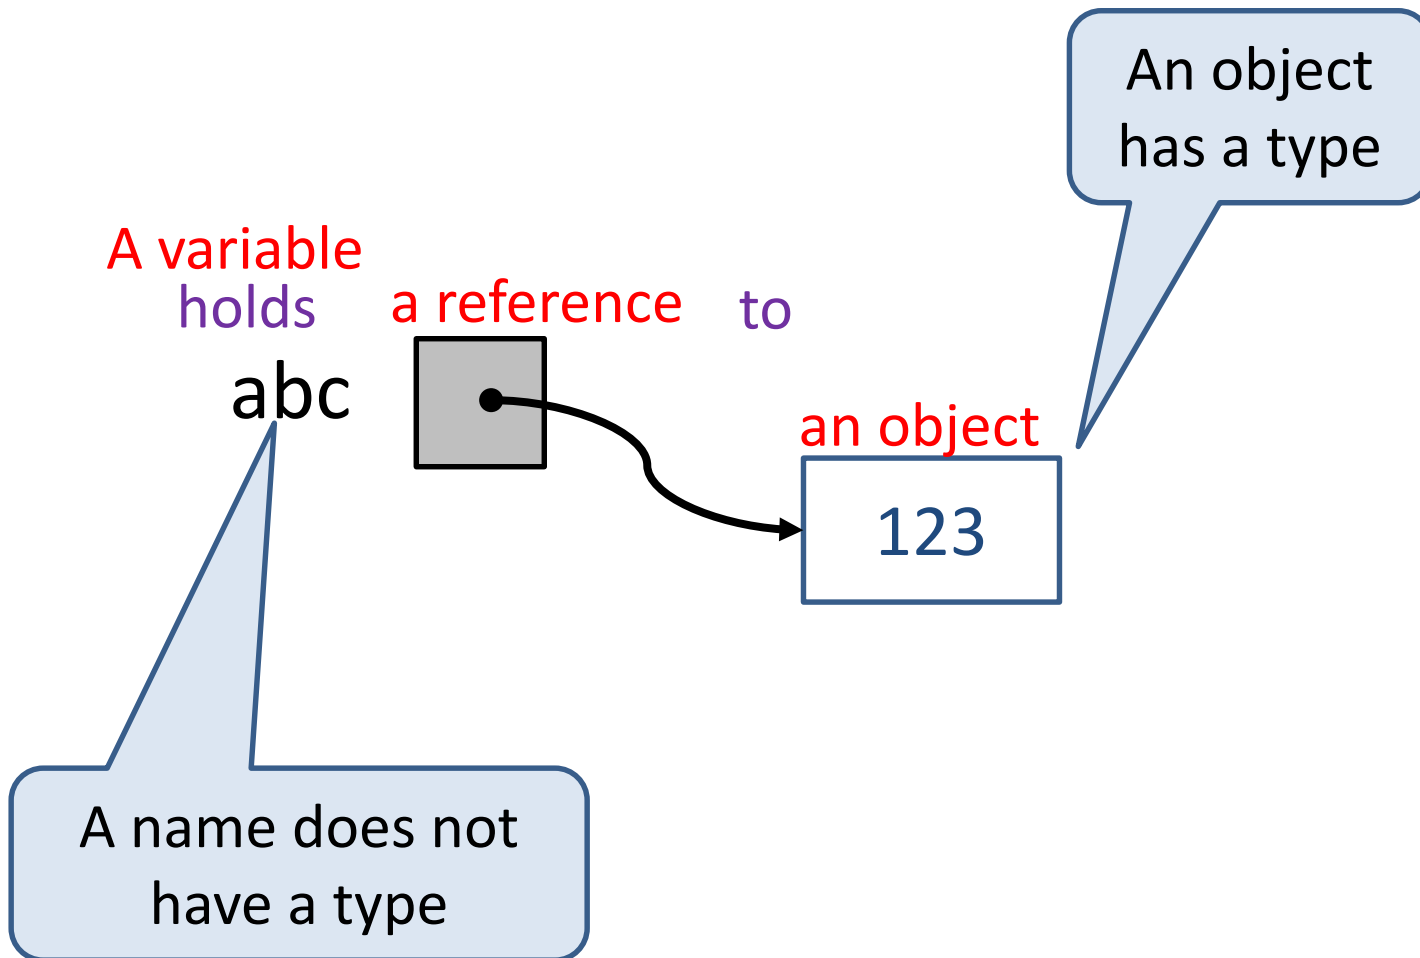 An object
has a type
A variable
holds
a reference
to
abc
an object
123
A name does not
have a type